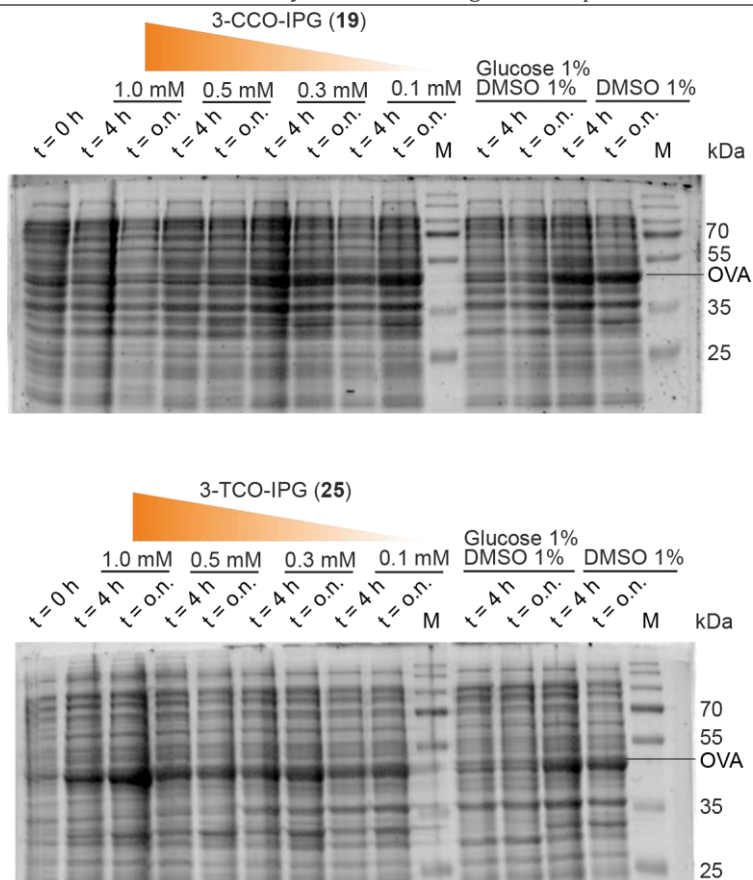 3-CCO-IPG (19)
Glucose 1%
1.0 mM 0.5 mM 0.3 mM 0.1 mM DMSO 1% DMSO 1%
t = 0 h t = 4 h t = o.n. t = 4 h t = o.n. t = 4 h t = o.n. t = 4 h t = o.n. M t = 4 h t = o.n. t = 4 h t = o.n. M kDa
70
55
OVA
35
25
3-TCO-IPG (25)
Glucose 1%
1.0 mM 0.5 mM 0.3 mM 0.1 mM DMSO 1% DMSO 1%
t = 0 h t = 4 h t = o.n. t = 4 h t = o.n. t = 4 h t = o.n. t = 4 h t = o.n. M t = 4 h t = o.n. t = 4 h t = o.n. M kDa
70
55
OVA
35
25